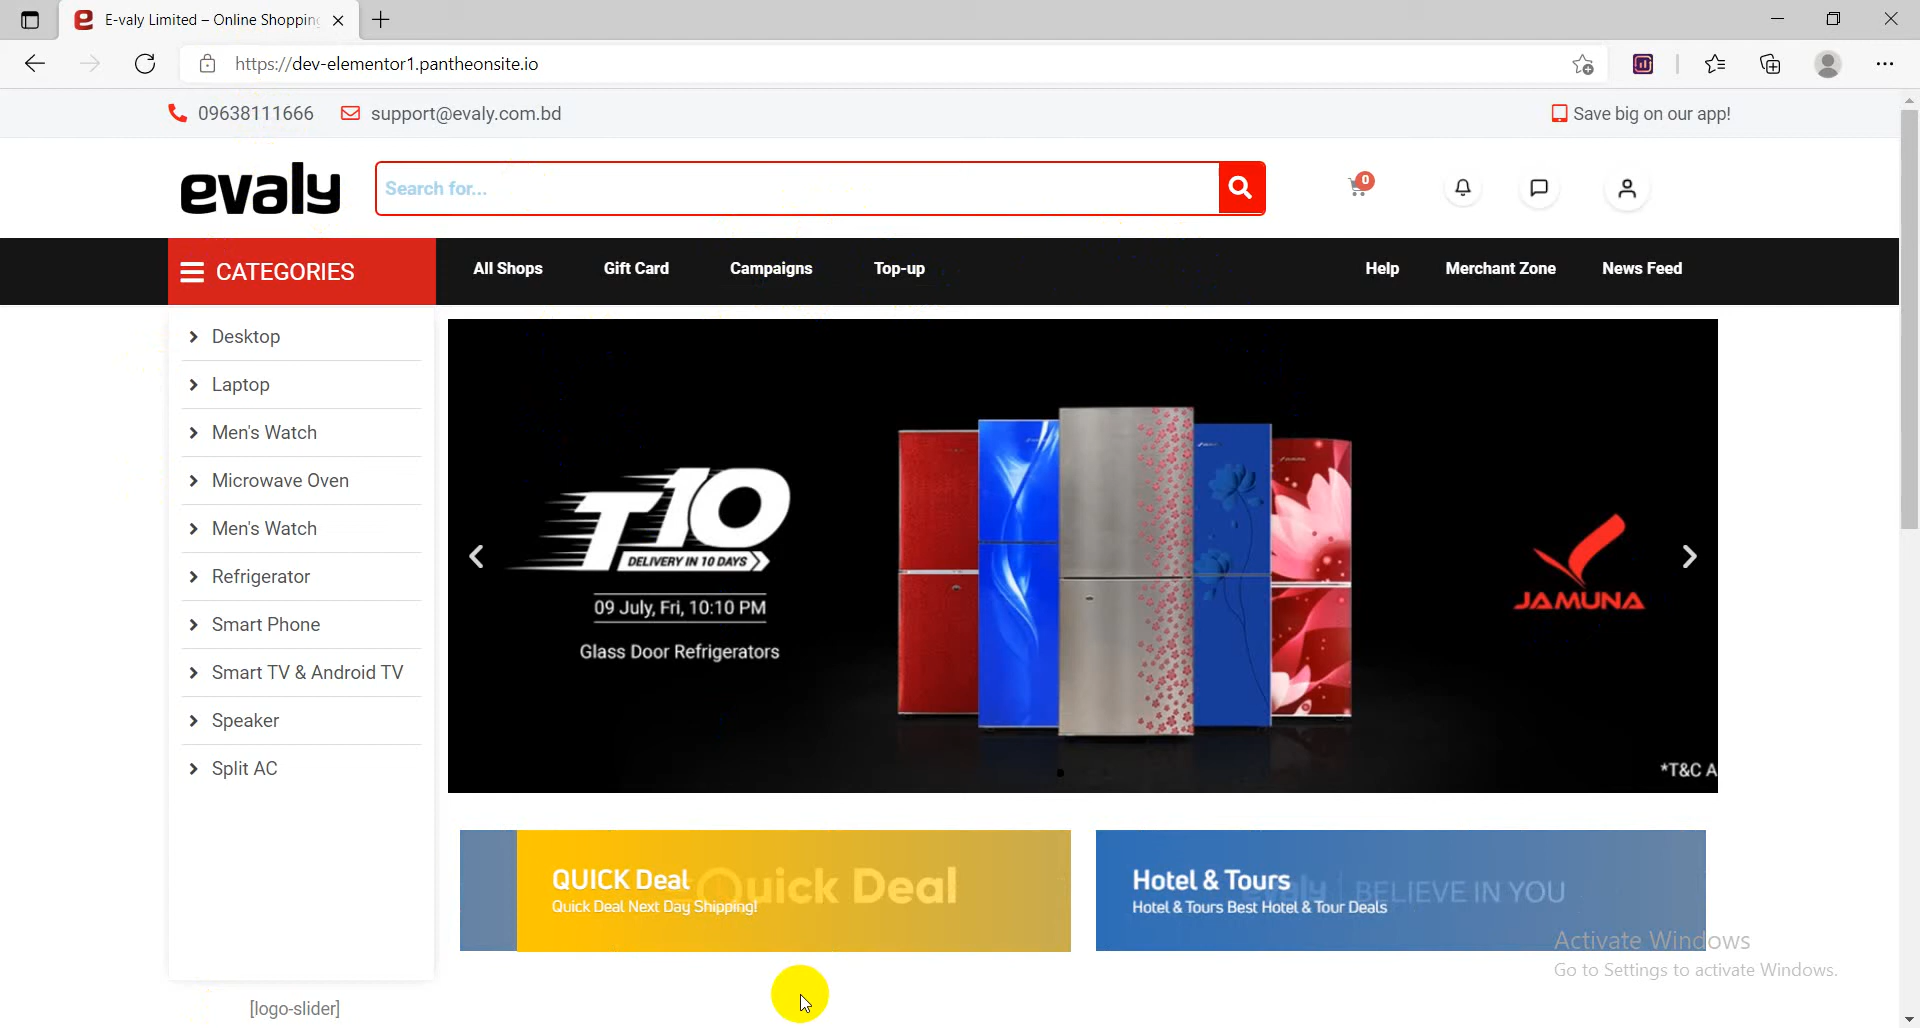 E-valy Limited – Online Shopping
https://dev-elementor1.pantheonsite.io
09638111666
support@evaly.com.bd
Save big on our app!
evaly
Search for...
0
CATEGORIES
All Shops
Gift Card
Campaigns
Top-up
Help
Merchant Zone
News Feed
Desktop
Laptop
Men's Watch
Microwave Oven
Men's Watch
Refrigerator
Smart Phone
Smart TV & Android TV
Speaker
Split AC
T10
DELIVERY IN 10 DAYS
09 July, Fri, 10:10 PM
Glass Door Refrigerators
JAMUNA
*T&C A
QUICK Deal
Quick Deal Next Day Shipping!
Quick Deal
Hotel & Tours
Hotel & Tours Best Hotel & Tour Deals
evaly | BELIEVE IN YOU
Activate Windows
Go to Settings to activate Windows.
[logo-slider]